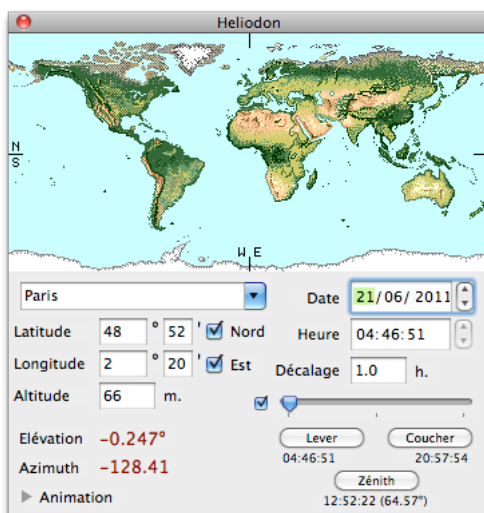 Heliodon
N
S
W E
Paris
Date 21/06/2011
Latitude 48 ° 52 ' Nord
Heure 04:46:51
Longitude 2 ° 20 ' Est
Décalage 1.0 h.
Altitude 66 m.
Elévation -0.247°
Lever Coucher
04:46:51 20:57:54
Azimuth -128.41
Zénith
Animation
12:52:22 (64.57°)